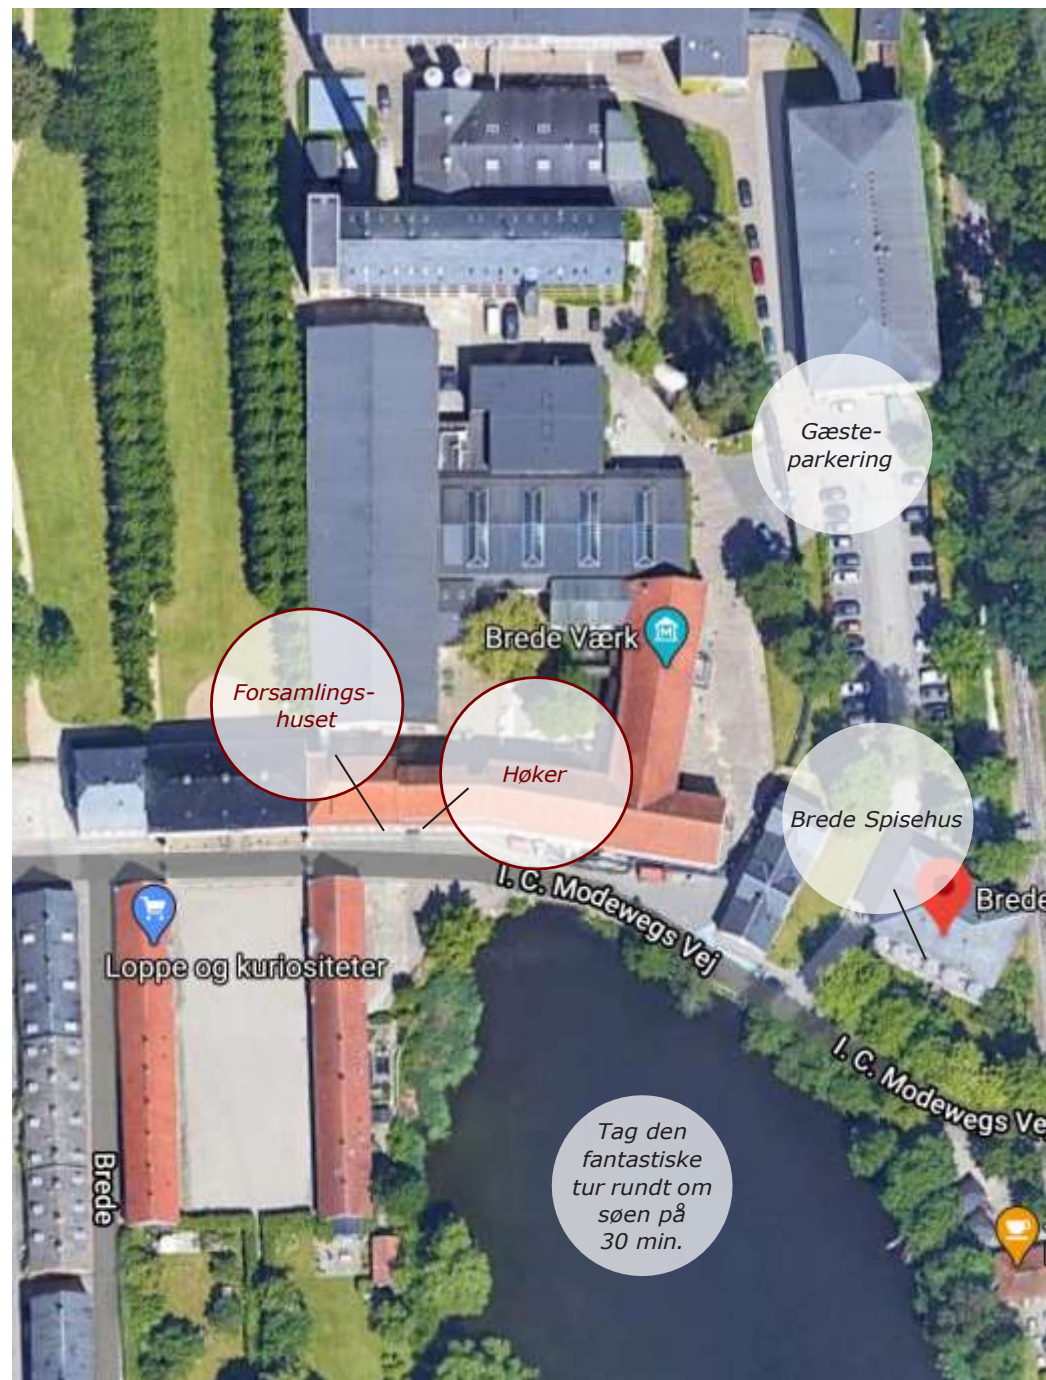 Gæste-
parkering
Brede Værk
Forsamlings-
huset
Høker
Brede Spisehus
I. C. Modewegs Vej
Brede
Loppe og kuriositeter
I. C. Modewegs Ve
Tag den
fantastiske
tur rundt om
søen på
30 min.
Brede